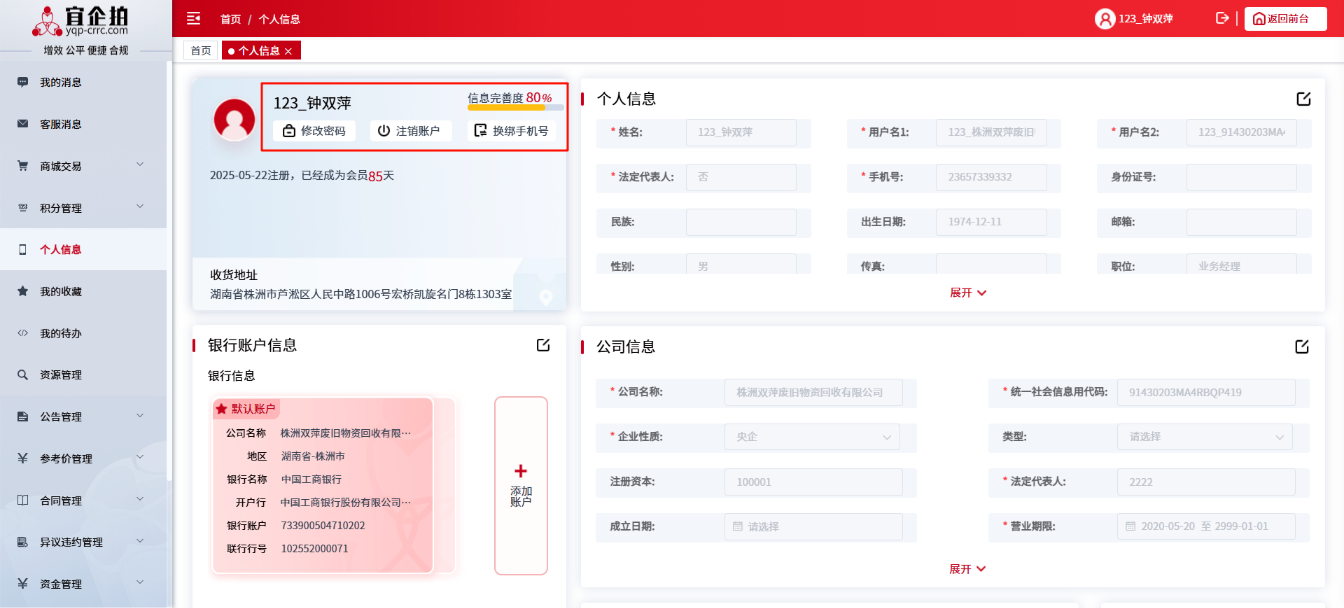 宜企拍
yqp-crrc.com
增效 公平 便捷 合规
首页 / 个人信息
123_钟双萍
返回前台
首页
个人信息 ×
我的消息
客服消息
商城交易
积分管理
个人信息
我的收藏
我的待办
资源管理
公告管理
参考价管理
合同管理
异议违约管理
资金管理
123_钟双萍
信息完善度 80%
修改密码
注销账户
换绑手机号
2025-05-22注册，已经成为会员85天
收货地址
湖南省株洲市芦淞区人民中路1006号宏桥凯旋名门8栋1303室
个人信息
* 姓名: 123_钟双萍
* 用户名1: 123_株洲双萍废旧
* 用户名2: 123_91430203MA
* 法定代表人: 否
* 手机号: 23657339332
身份证号:
民族:
出生日期: 1974-12-11
邮箱:
性别: 男
传真:
职位: 业务经理
展开
银行账户信息
银行信息
默认账户
公司名称 株洲双萍废旧物资回收有限…
地区 湖南省-株洲市
银行名称 中国工商银行
开户行 中国工商银行股份有限公司…
银行账户 733900504710202
联行行号 102552000071
添加
账户
公司信息
* 公司名称: 株洲双萍废旧物资回收有限公司
* 统一社会信息用代码: 91430203MA4RBQP419
* 企业性质: 央企
类型: 请选择
注册资本: 100001
* 法定代表人: 2222
成立日期: 请选择
* 营业期限: 2020-05-20 至 2999-01-01
展开